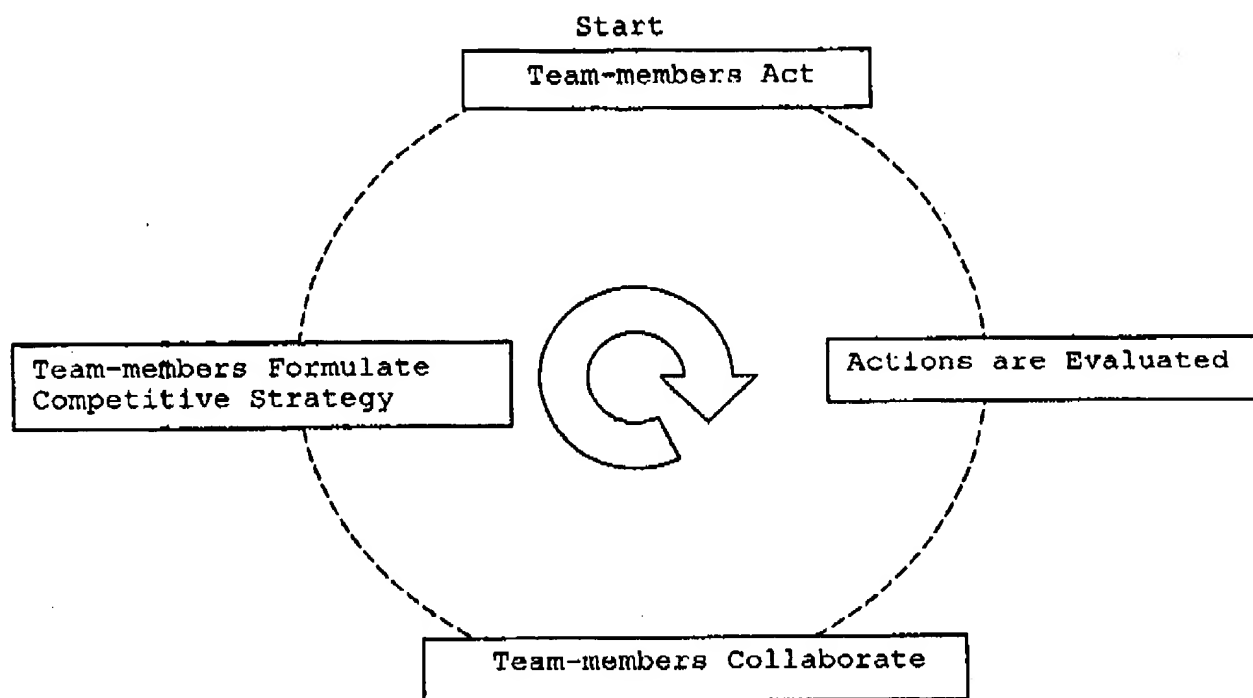 Start
Team-members Act
Actions are Evaluated
Team-members Collaborate
Team-members Formulate
Competitive Strategy